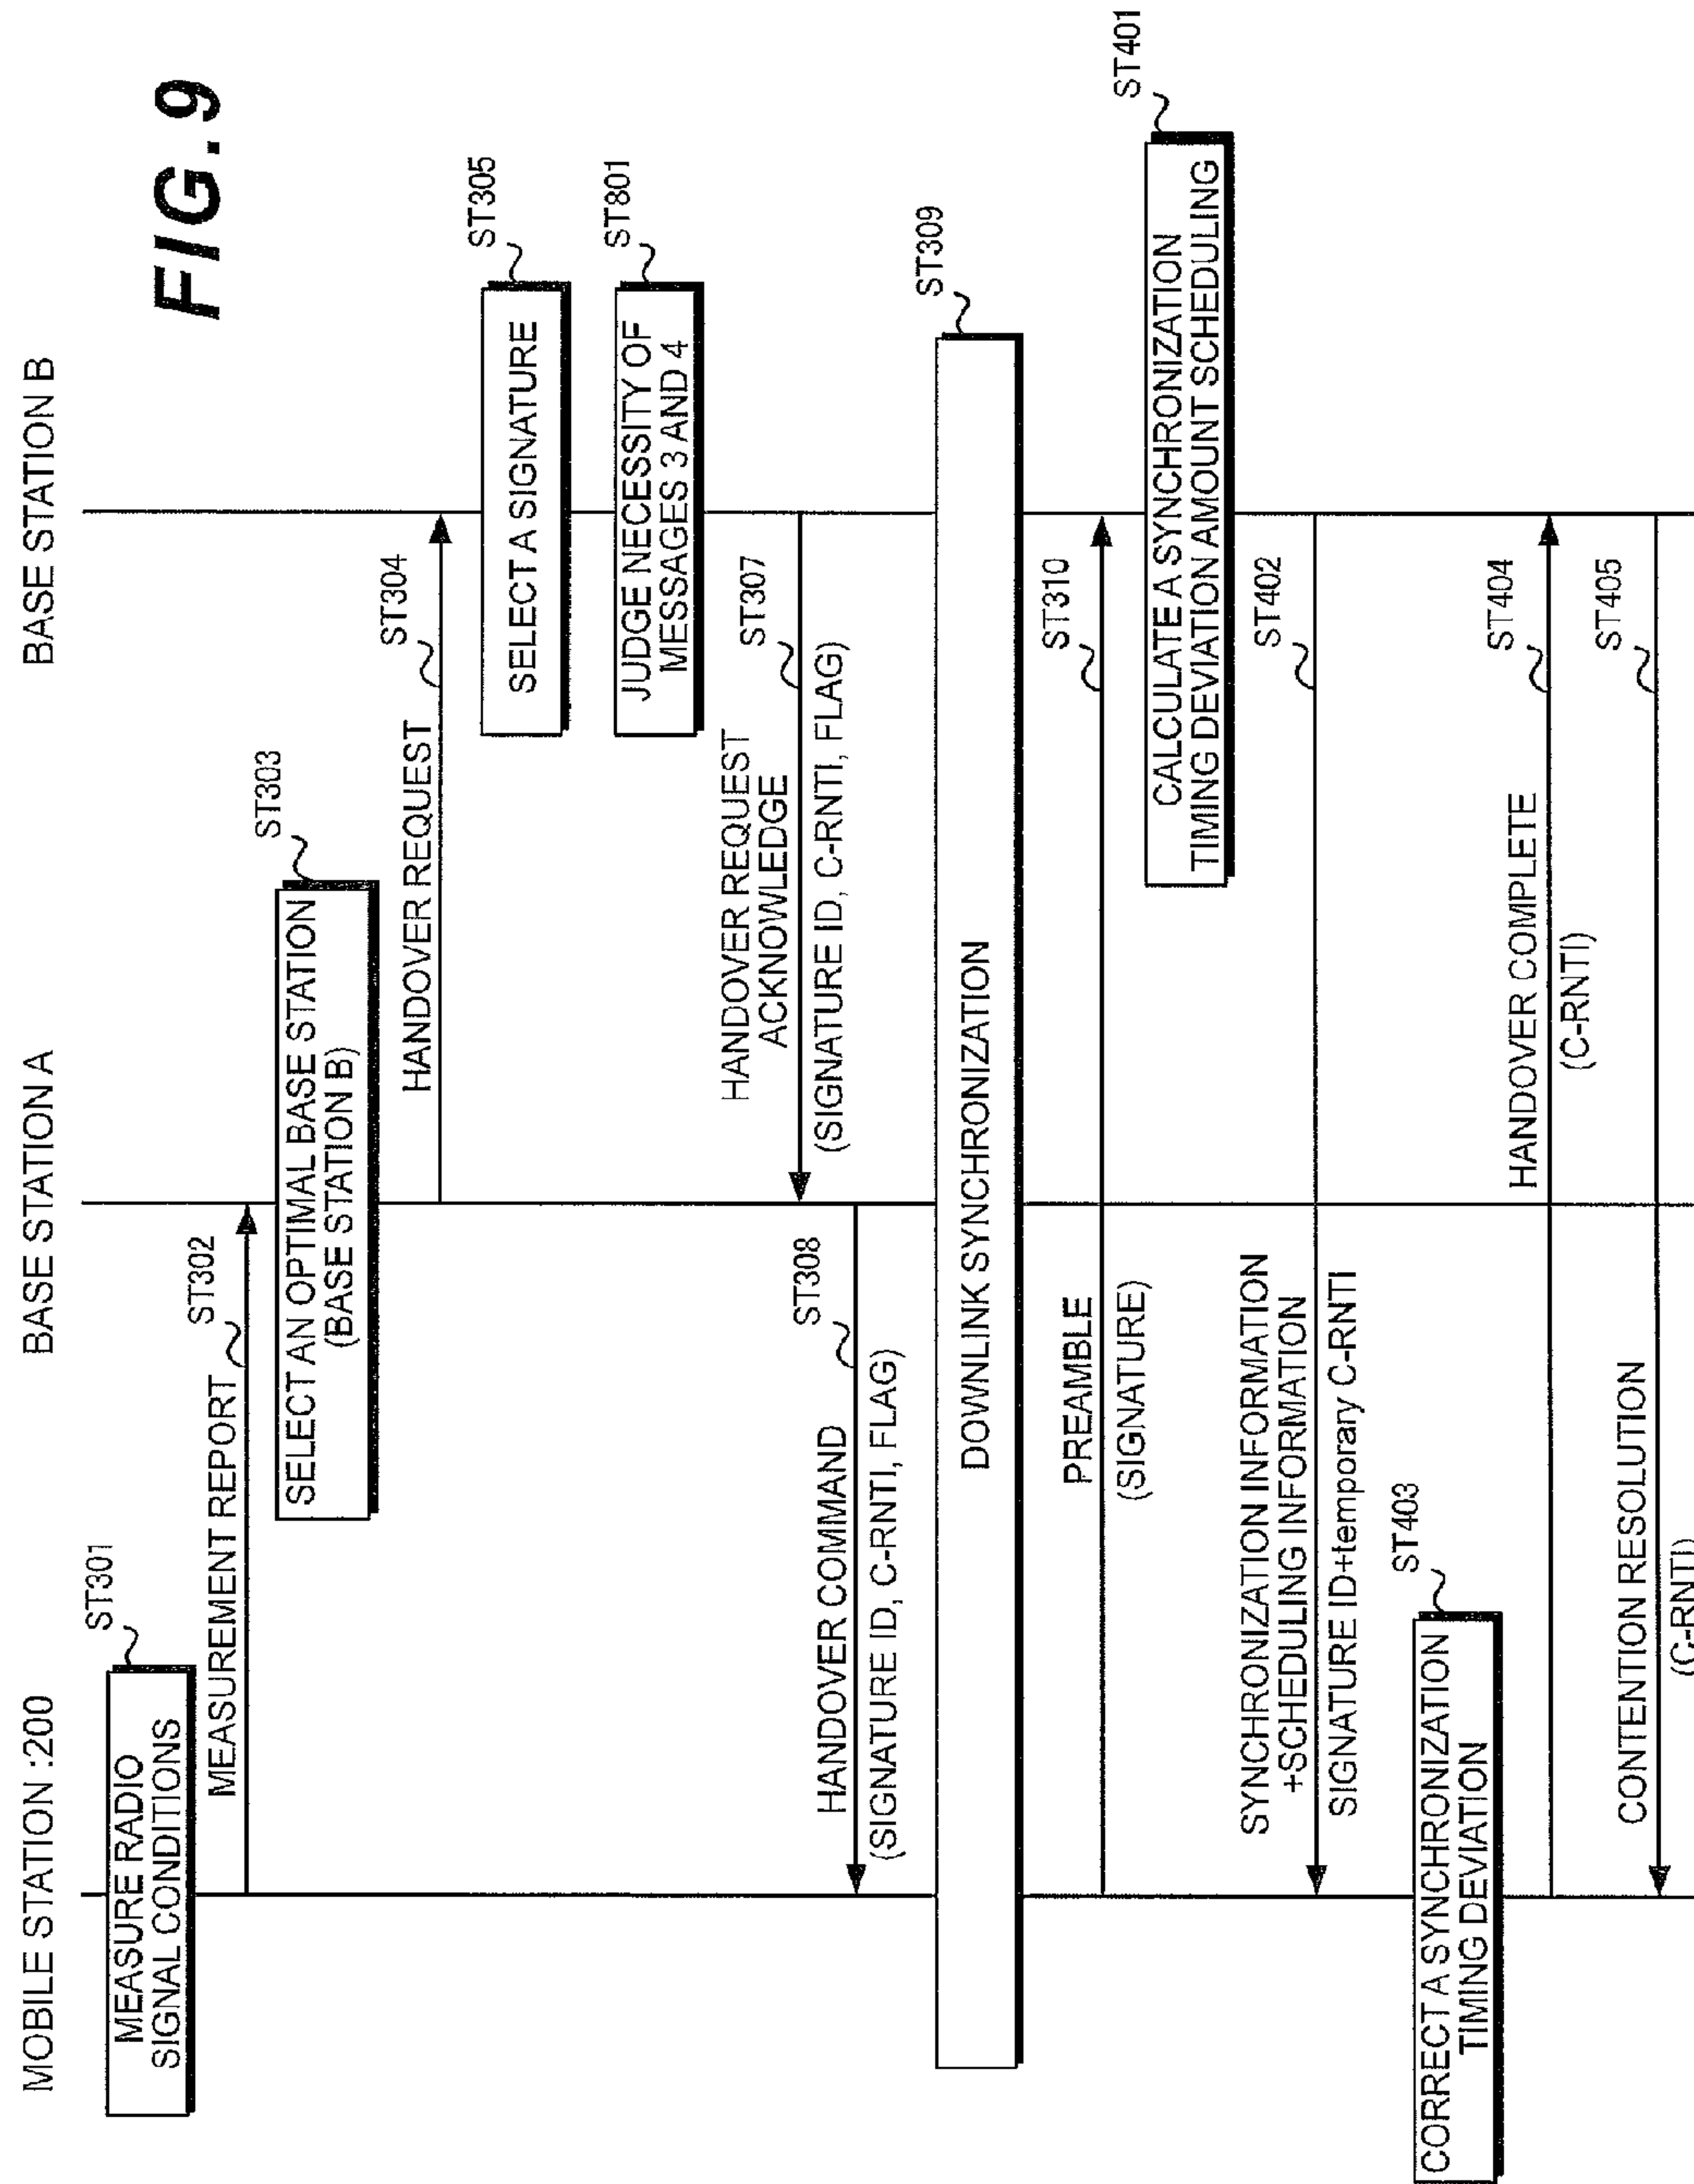 FIG.9
MOBILE STATION :200
BASE STATION A
BASE STATION B
MEASURE RADIO
SIGNAL CONDITIONS
ST301
MEASUREMENT REPORT
ST302
SELECT AN OPTIMAL BASE STATION
(BASE STATION B)
ST303
HANDOVER REQUEST
ST304
SELECT A SIGNATURE
ST305
JUDGE NECESSITY OF
MESSAGES 3 AND 4
ST801
HANDOVER REQUEST
ACKNOWLEDGE
ST307
(SIGNATURE ID, C-RNTI, FLAG)
HANDOVER COMMAND
ST308
(SIGNATURE ID, C-RNTI, FLAG)
DOWNLINK SYNCHRONIZATION
ST309
PREAMBLE
ST310
(SIGNATURE)
CALCULATE A SYNCHRONIZATION
TIMING DEVIATION AMOUNT SCHEDULING
ST401
SYNCHRONIZATION INFORMATION
+SCHEDULING INFORMATION
ST402
SIGNATURE ID+temporary C-RNTI
CORRECT A SYNCHRONIZATION
TIMING DEVIATION
ST403
HANDOVER COMPLETE
ST404
(C-RNTI)
CONTENTION RESOLUTION
ST405
(C-RNTI)